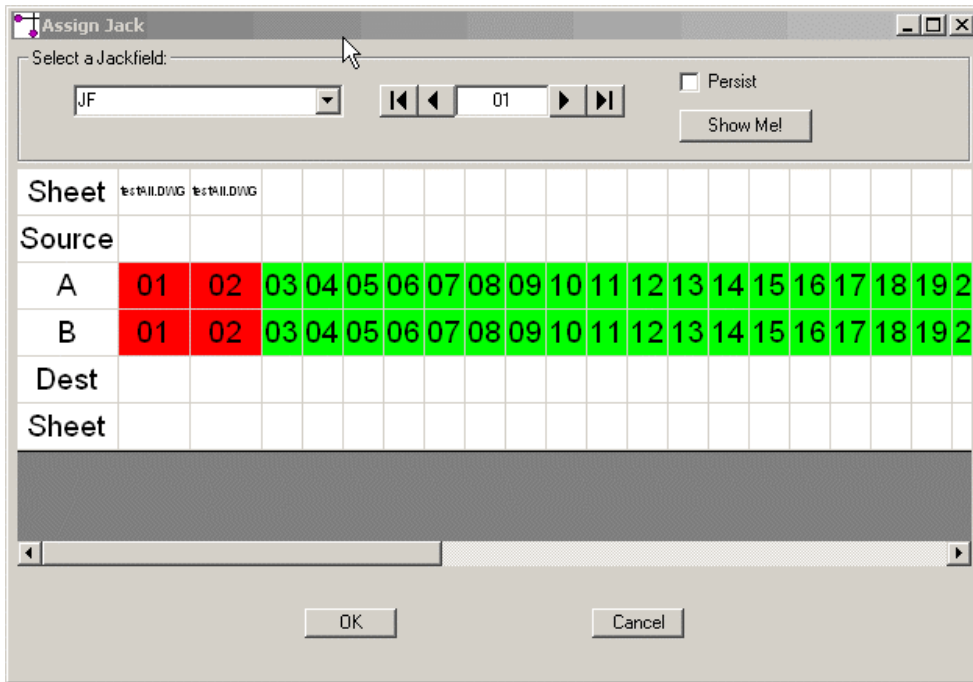 Assign Jack
Select a Jackfield:
JF
01
Persist
Show Me!
Sheet testAll.DWG testAll.DWG
Source
A 01 02 03 04 05 06 07 08 09 10 11 12 13 14 15 16 17 18 19 2
B 01 02 03 04 05 06 07 08 09 10 11 12 13 14 15 16 17 18 19 2
Dest
Sheet
OK Cancel